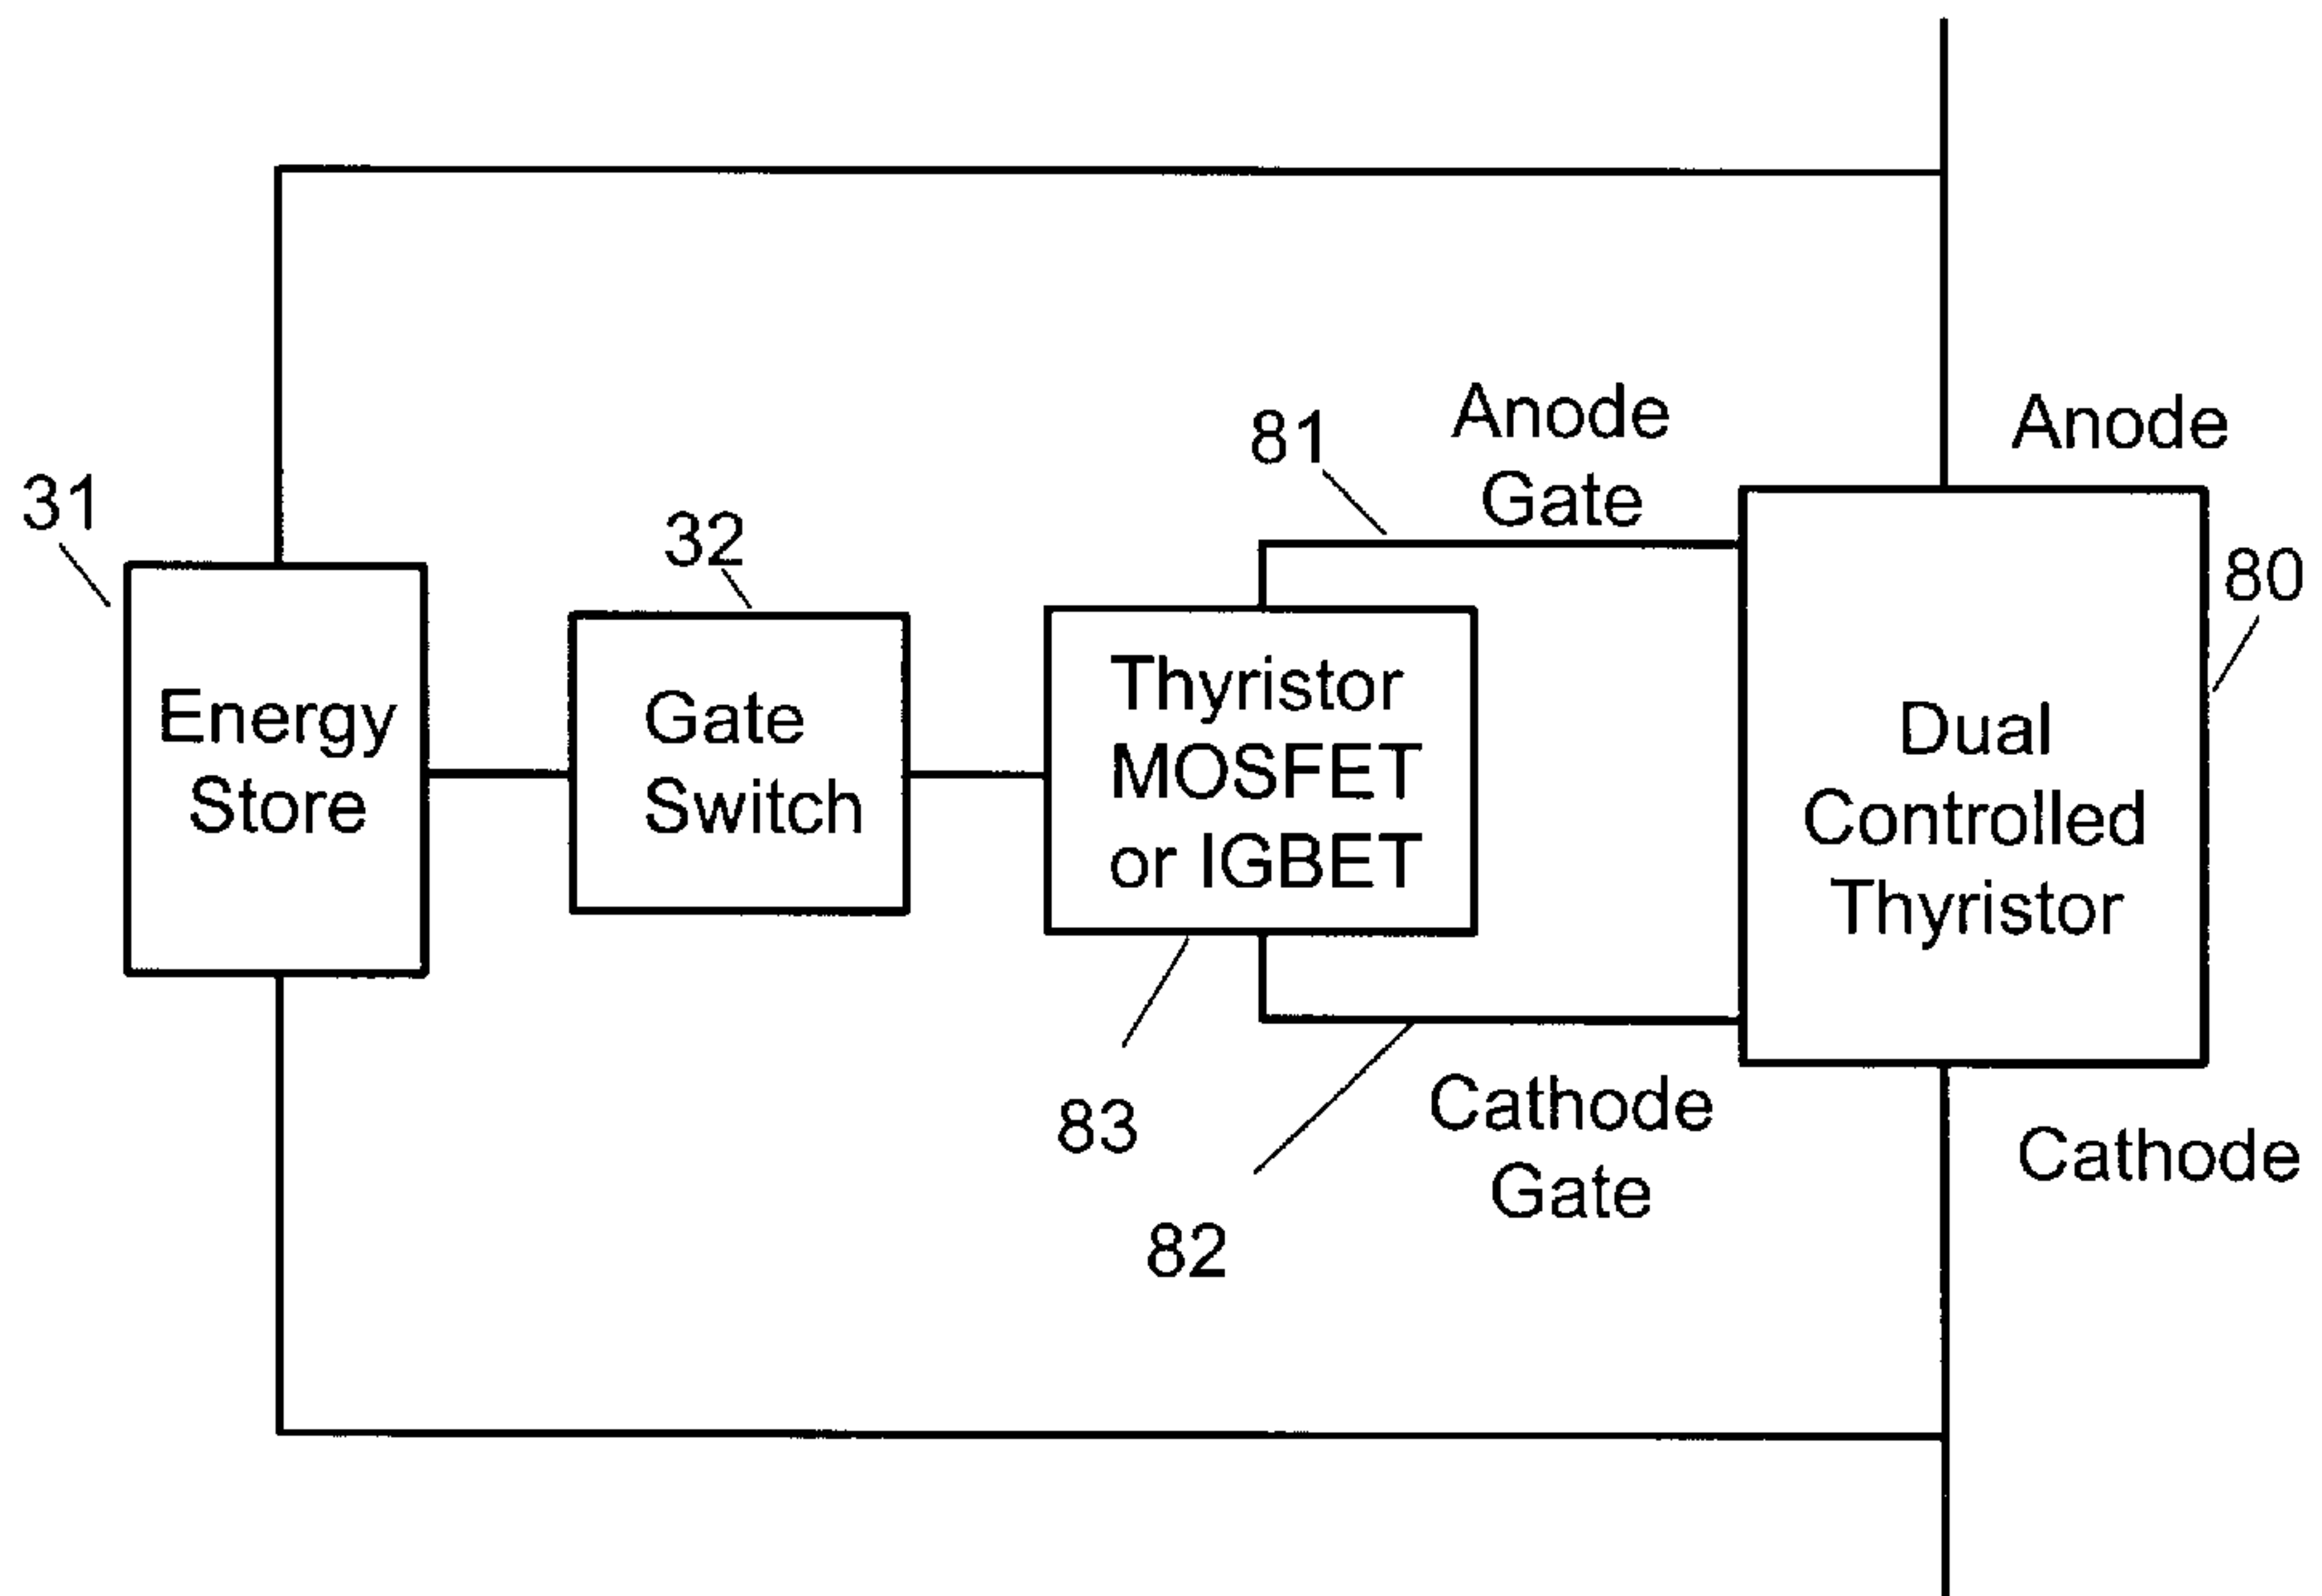 Anode
Gate
81
Anode
31
32
80
Energy
Store
Gate
Switch
Thyristor
MOSFET
or IGBET
Dual
Controlled
Thyristor
83
Cathode
Gate
Cathode
82